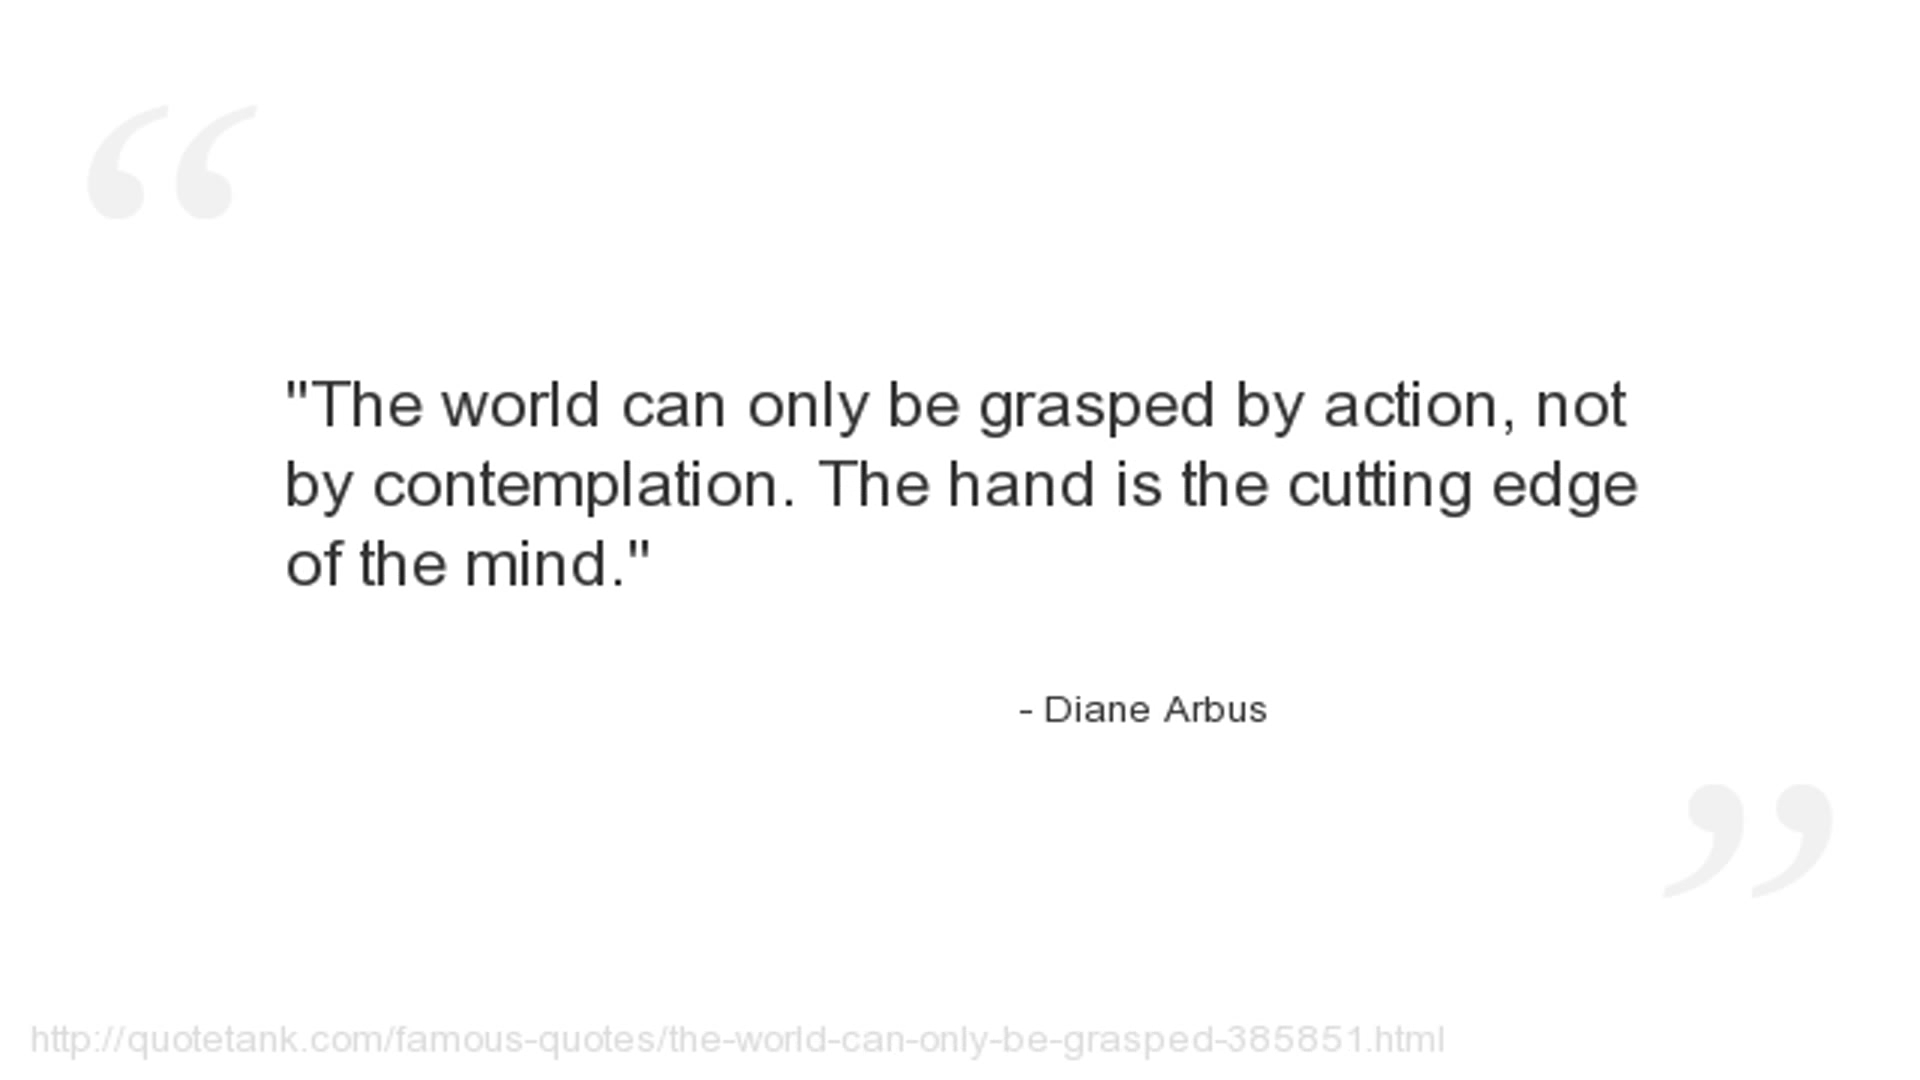 "The world can only be grasped by action, not
by contemplation. The hand is the cutting edge
of the mind."
- Diane Arbus
http://quotetank.com/famous-quotes/the-world-can-only-be-grasped-385851.html